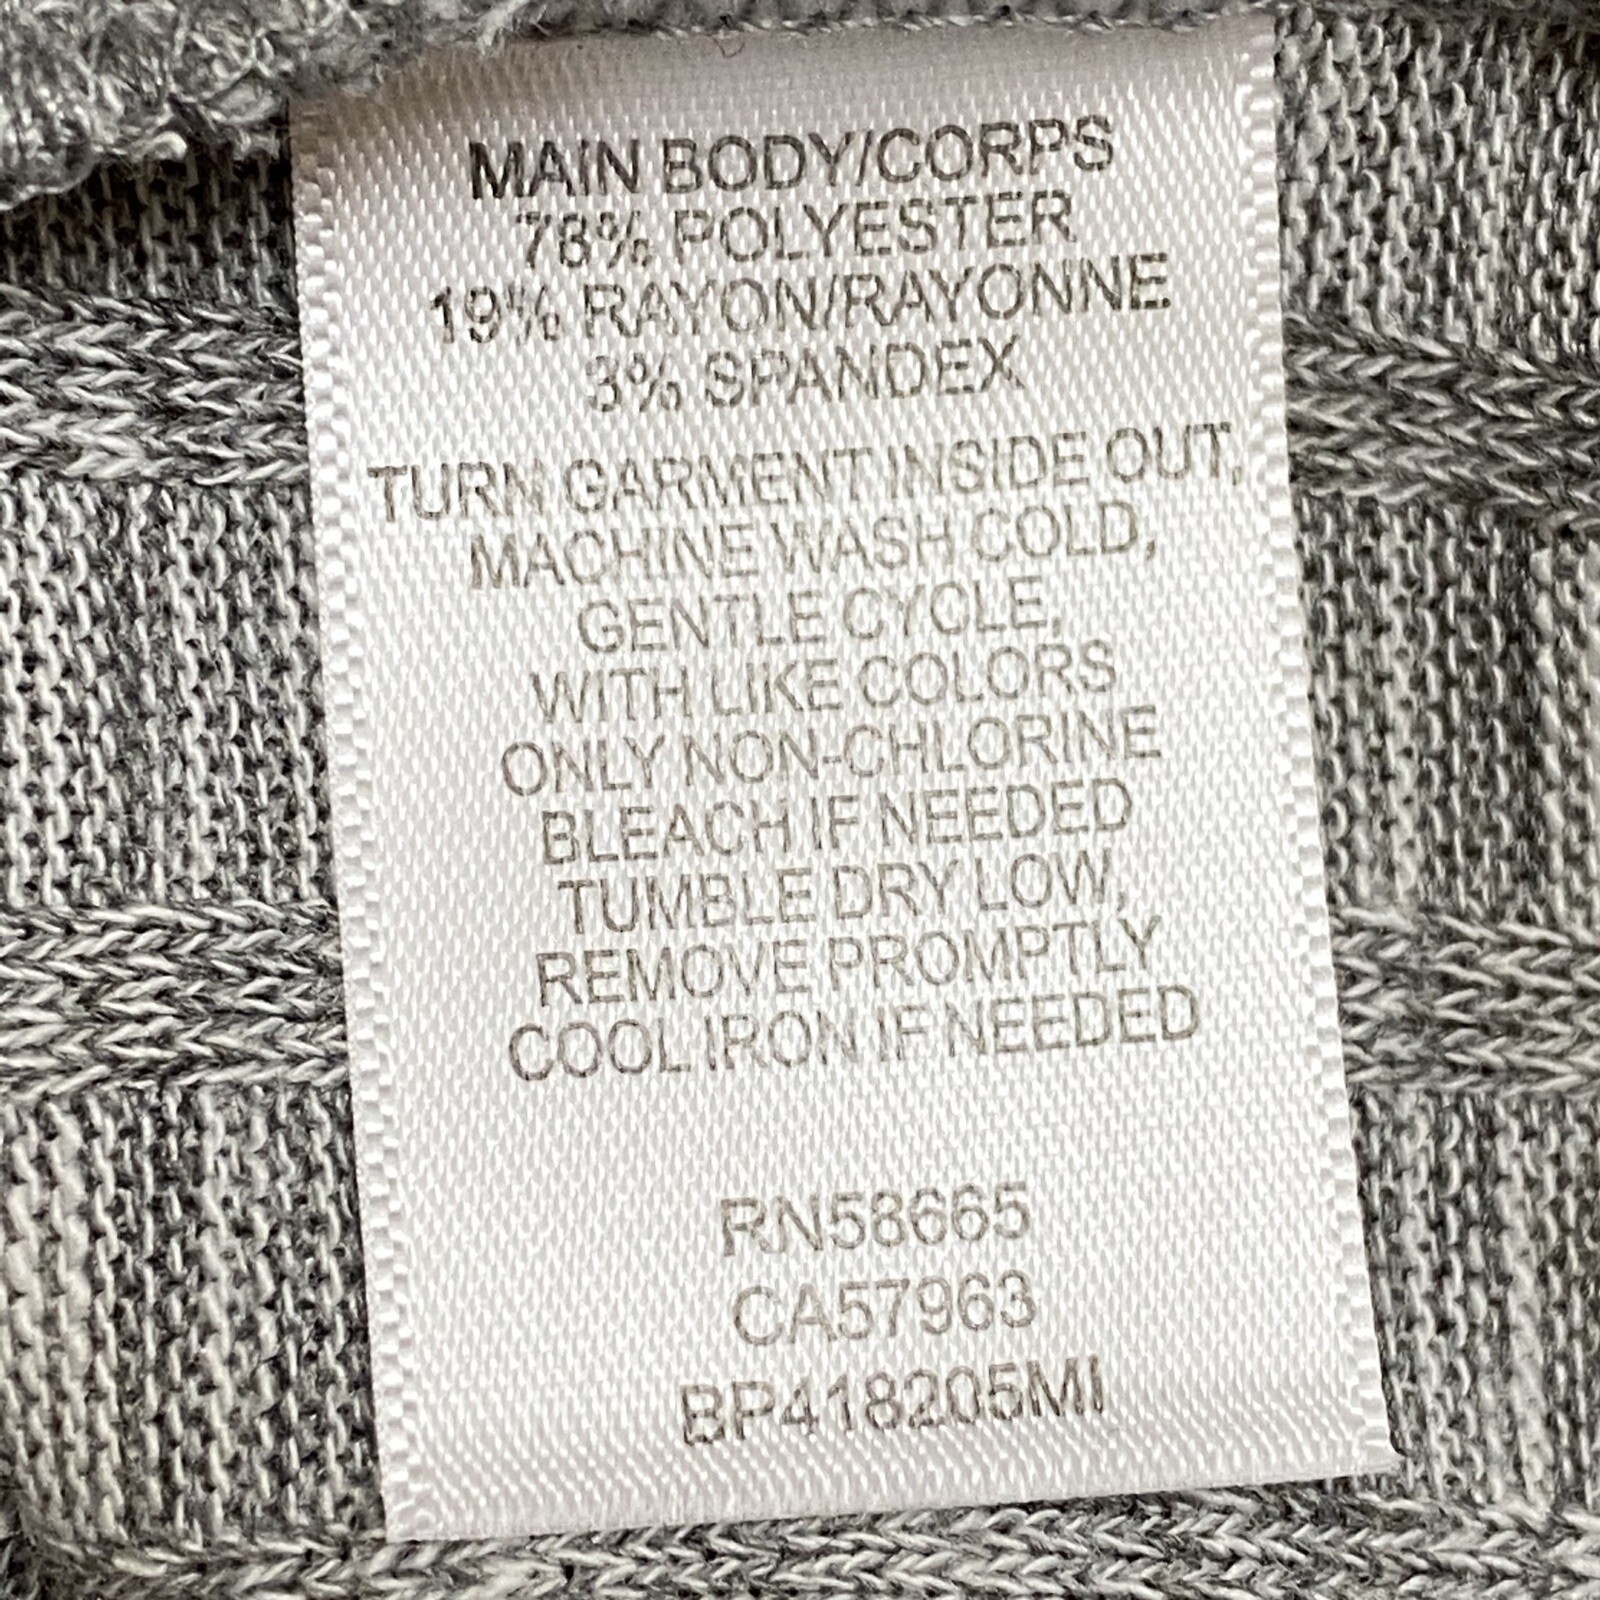 MAIN BODY/CORPS
78% POLYESTER
19% RAYON/RAYONNE
3% SPANDEX
TURN GARMENT INSIDE OUT,
MACHINE WASH COLD,
GENTLE CYCLE,
WITH LIKE COLORS
ONLY NON-CHLORINE
BLEACH IF NEEDED
TUMBLE DRY LOW,
REMOVE PROMPTLY
COOL IRON IF NEEDED
RN58665
CA57963
BP418205MI